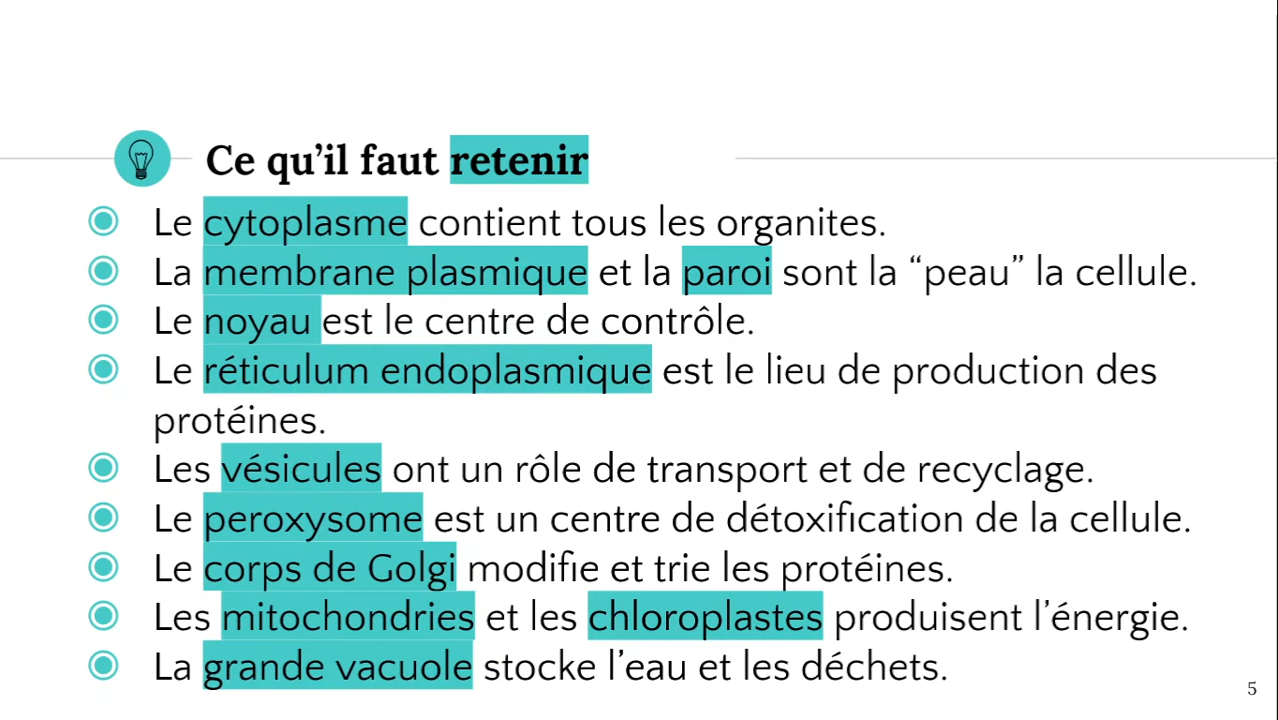 Ce qu’il faut retenir
Le cytoplasme contient tous les organites.
La membrane plasmique et la paroi sont la “peau” la cellule.
Le noyau est le centre de contrôle.
Le réticulum endoplasmique est le lieu de production des
protéines.
Les vésicules ont un rôle de transport et de recyclage.
Le peroxysome est un centre de détoxification de la cellule.
Le corps de Golgi modifie et trie les protéines.
Les mitochondries et les chloroplastes produisent l’énergie.
La grande vacuole stocke l’eau et les déchets.
5